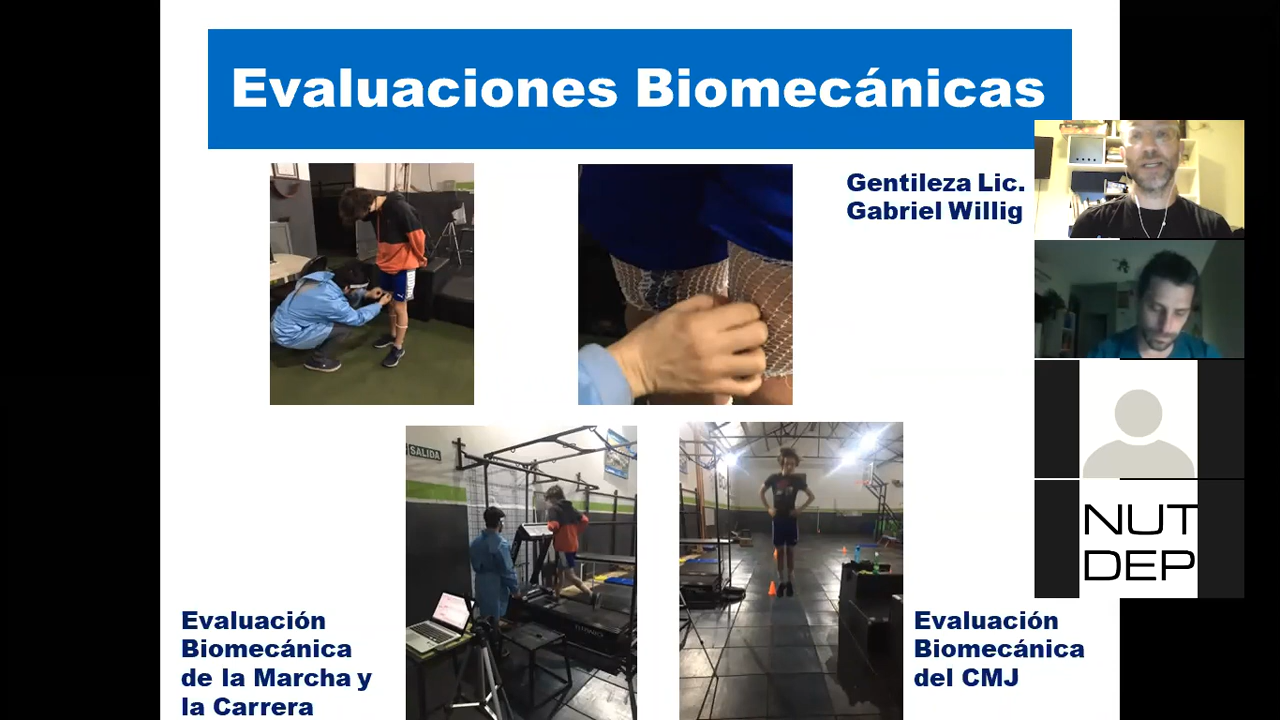 Evaluaciones Biomecánicas
Gentileza Lic.
Gabriel Willig
SALIDA
NUT
DEP
Evaluación
Biomecánica
de la Marcha y
la Carrera
Evaluación
Biomecánica
del CMJ